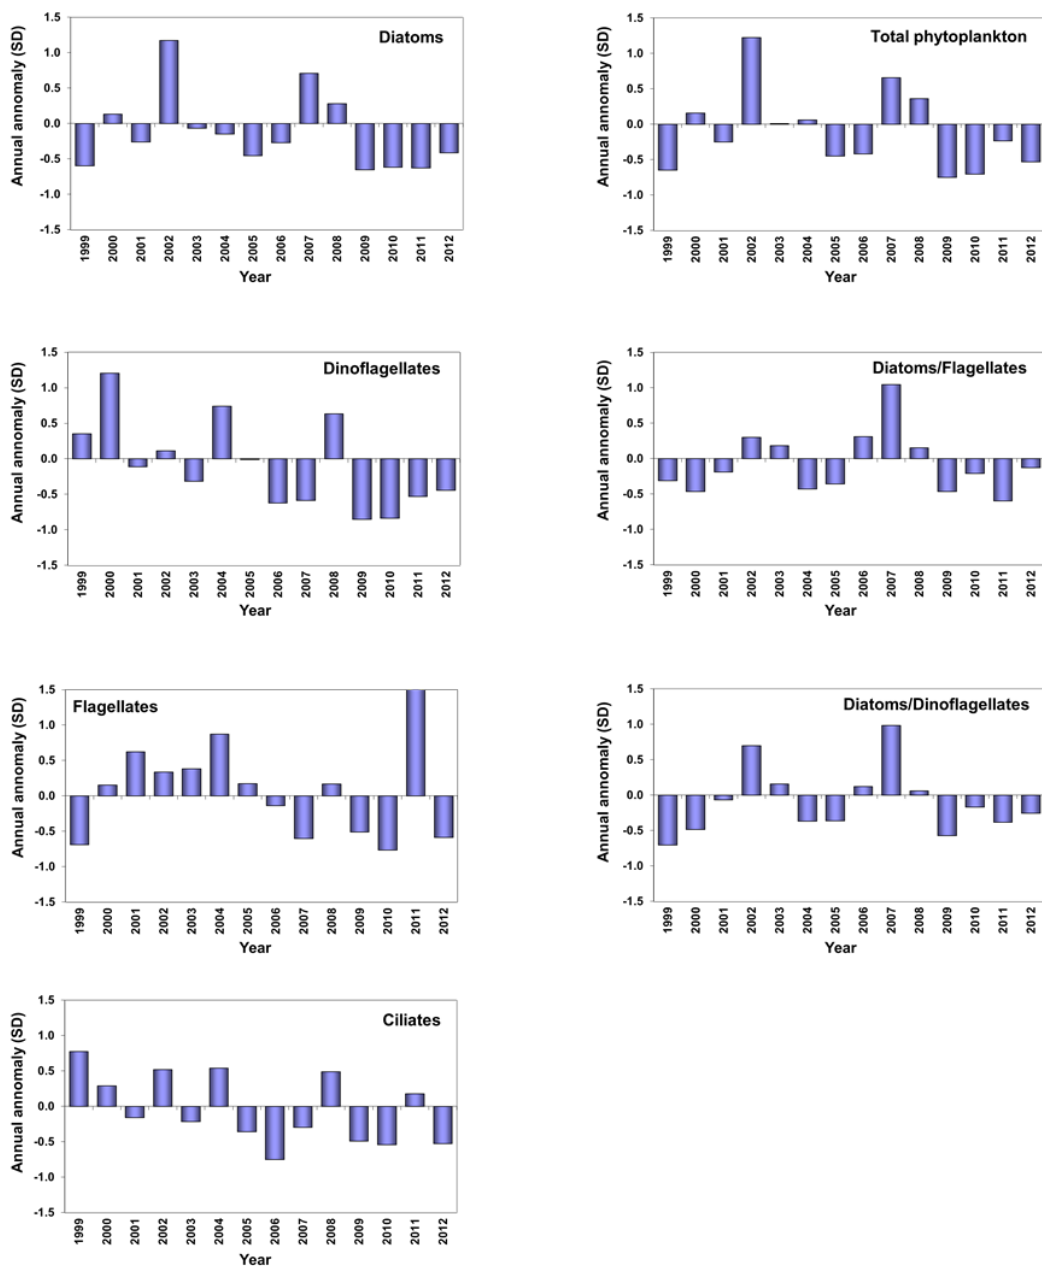 Diatoms
Annual annomaly (SD)
1.5
1.0
0.5
0.0
-0.5
-1.0
-1.5
1999 2000 2001 2002 2003 2004 2005 2006 2007 2008 2009 2010 2011 2012
Year
Total phytoplankton
Annual annomaly (SD)
1.5
1.0
0.5
0.0
-0.5
-1.0
-1.5
1999 2000 2001 2002 2003 2004 2005 2006 2007 2008 2009 2010 2011 2012
Year
Dinoflagellates
Annual annomaly (SD)
1.5
1.0
0.5
0.0
-0.5
-1.0
-1.5
1999 2000 2001 2002 2003 2004 2005 2006 2007 2008 2009 2010 2011 2012
Year
Diatoms/Flagellates
Annual annomaly (SD)
1.5
1.0
0.5
0.0
-0.5
-1.0
-1.5
1999 2000 2001 2002 2003 2004 2005 2006 2007 2008 2009 2010 2011 2012
Year
Flagellates
Annual annomaly (SD)
1.5
1.0
0.5
0.0
-0.5
-1.0
-1.5
1999 2000 2001 2002 2003 2004 2005 2006 2007 2008 2009 2010 2011 2012
Year
Diatoms/Dinoflagellates
Annual annomaly (SD)
1.5
1.0
0.5
0.0
-0.5
-1.0
-1.5
1999 2000 2001 2002 2003 2004 2005 2006 2007 2008 2009 2010 2011 2012
Year
Ciliates
Annual annomaly (SD)
1.5
1.0
0.5
0.0
-0.5
-1.0
-1.5
1999 2000 2001 2002 2003 2004 2005 2006 2007 2008 2009 2010 2011 2012
Year